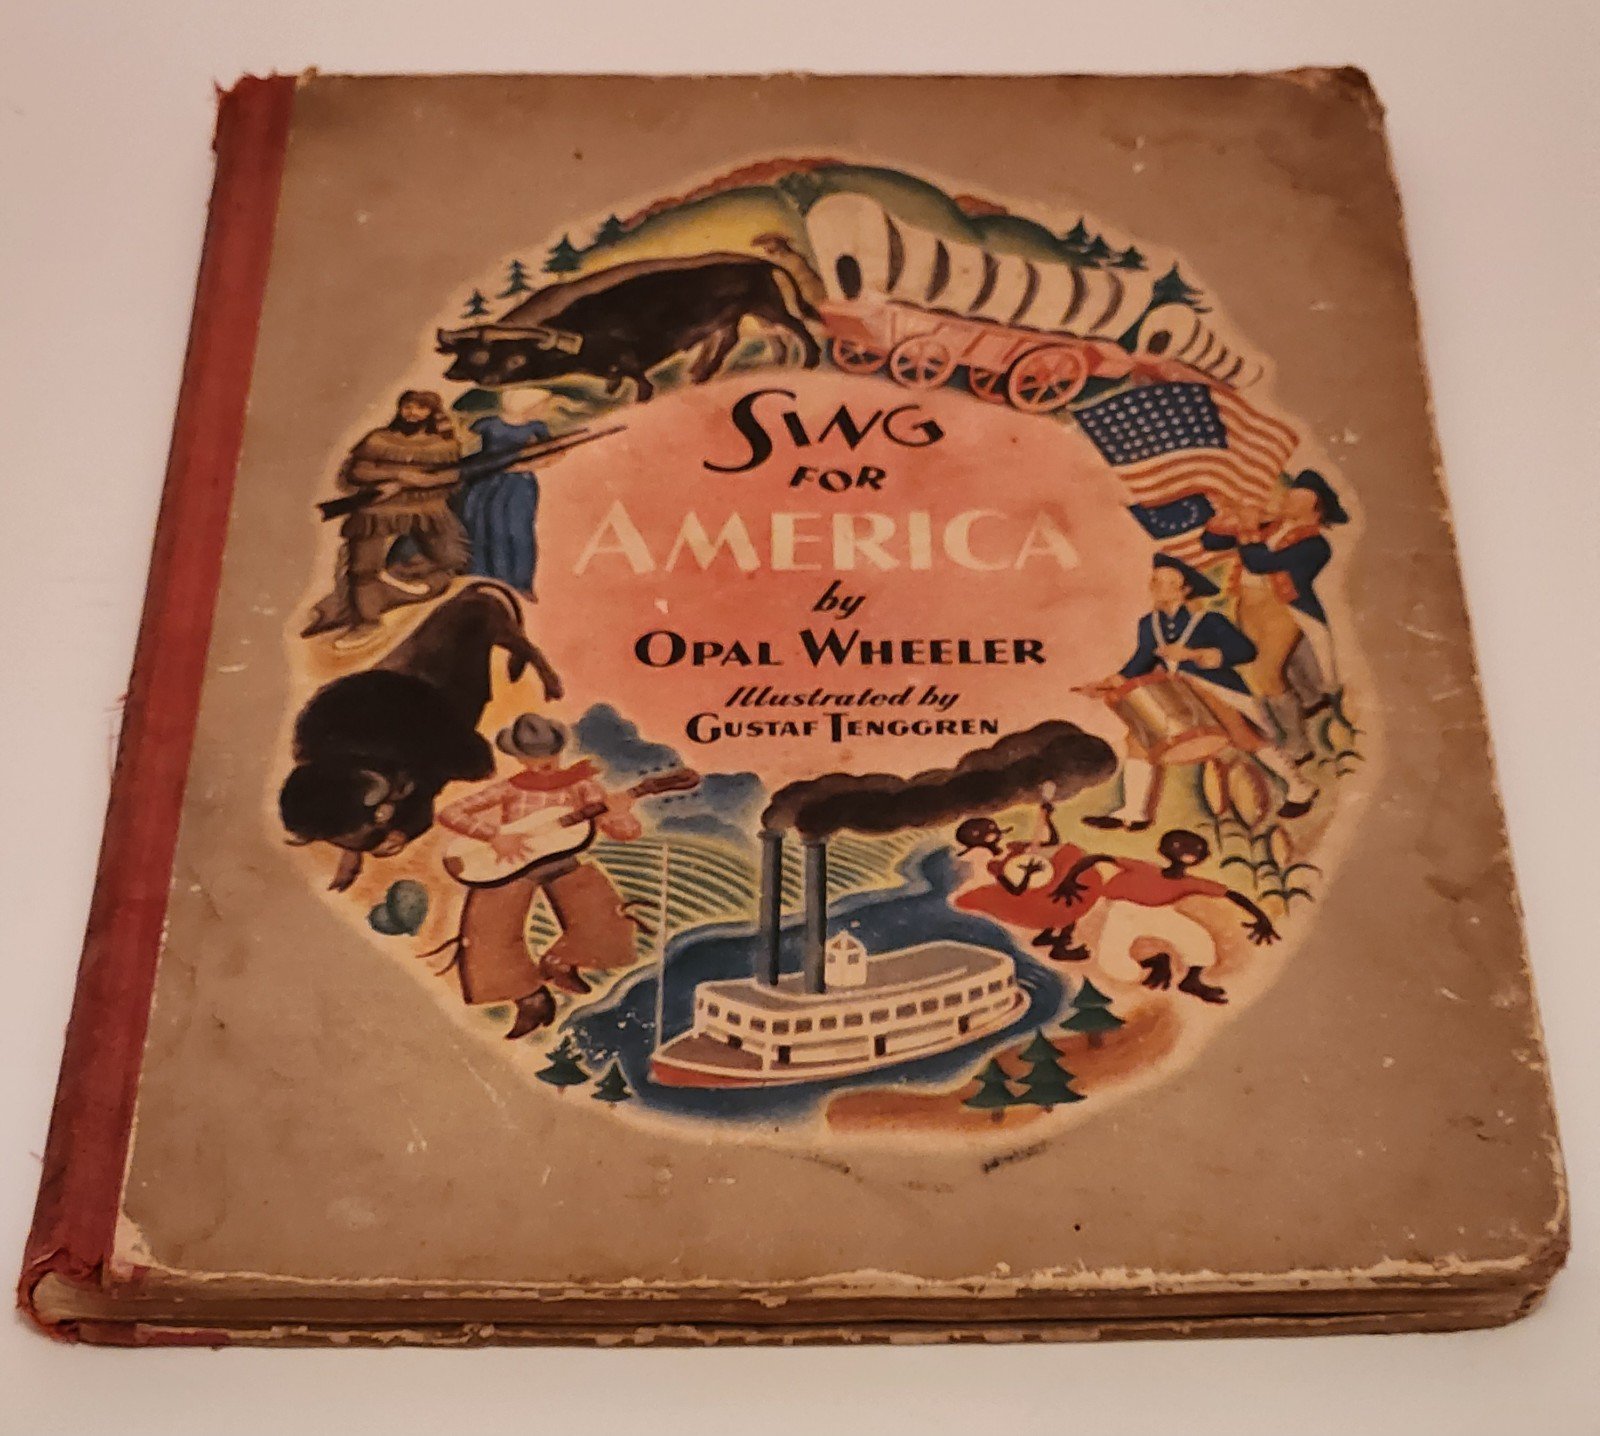 SING
FOR
AMERICA
by
OPAL WHEELER
Illustrated by
GUSTAF TENGGREN